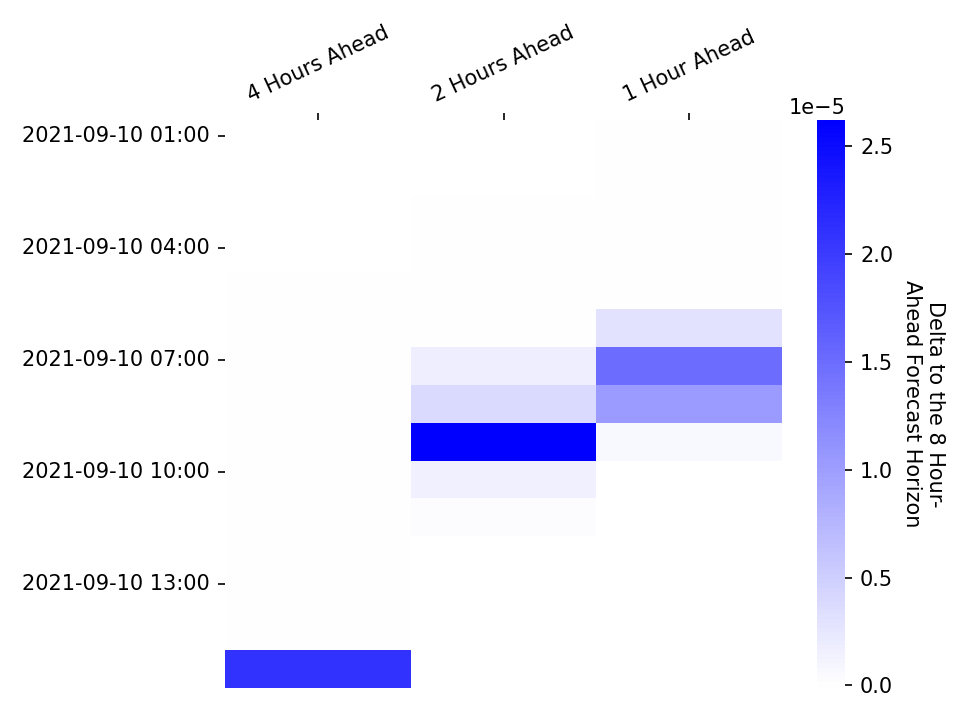 4 Hours Ahead
2 Hours Ahead
1 Hour Ahead
1e−5
2021-09-10 01:00
2021-09-10 04:00
2021-09-10 07:00
2021-09-10 10:00
2021-09-10 13:00
2.5
2.0
1.5
1.0
0.5
0.0
Delta to the 8 Hour-
Ahead Forecast Horizon